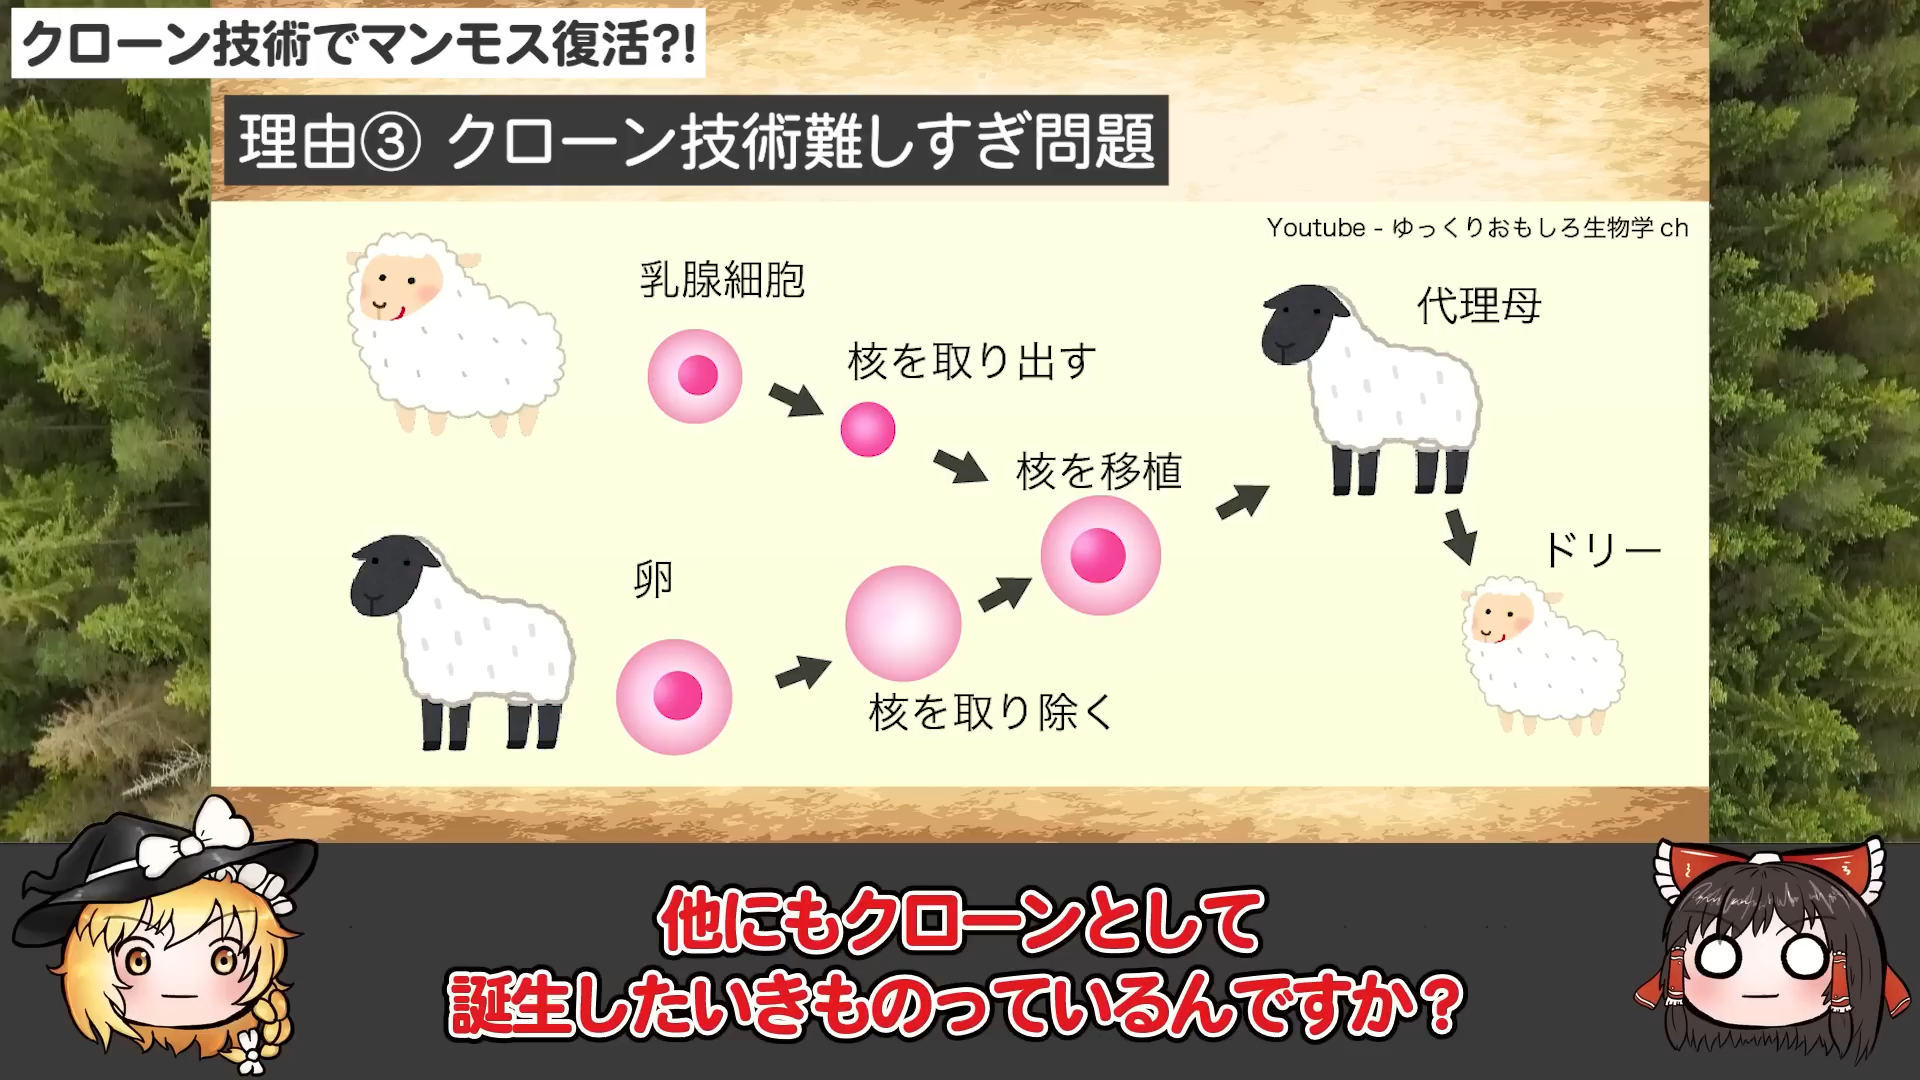 クローン技術でマンモス復活?!
理由③ クローン技術難しすぎ問題
Youtube - ゆっくりおもしろ生物学 ch
乳腺細胞
代理母
核を取り出す
核を移植
ドリー
卵
核を取り除く
他にもクローンとして
誕生したいきものっているんですか？